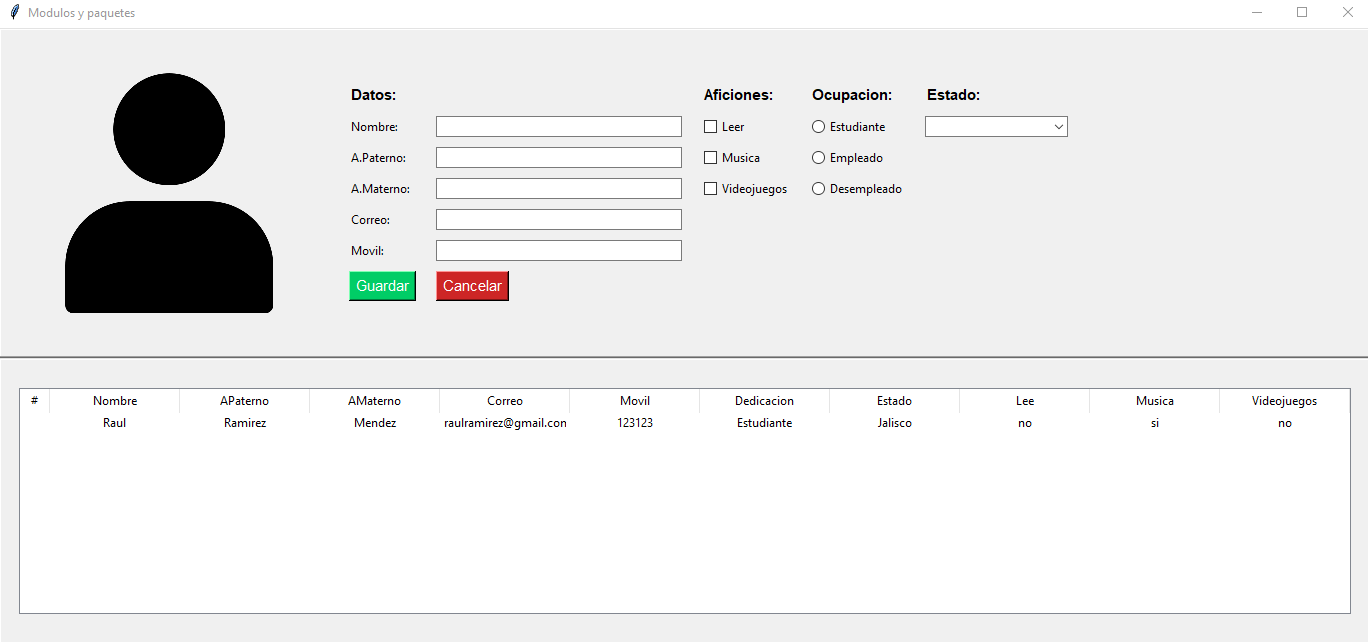 Modulos y paquetes
Datos: Aficiones: Ocupacion: Estado:
Nombre: Leer Estudiante
A.Paterno: Musica Empleado
A.Materno: Videojuegos Desempleado
Correo:
Movil:
Guardar Cancelar
# Nombre APaterno AMaterno Correo Movil Dedicacion Estado Lee Musica Videojuegos
Raul Ramirez Mendez raulramirez@gmail.con 123123 Estudiante Jalisco no si no